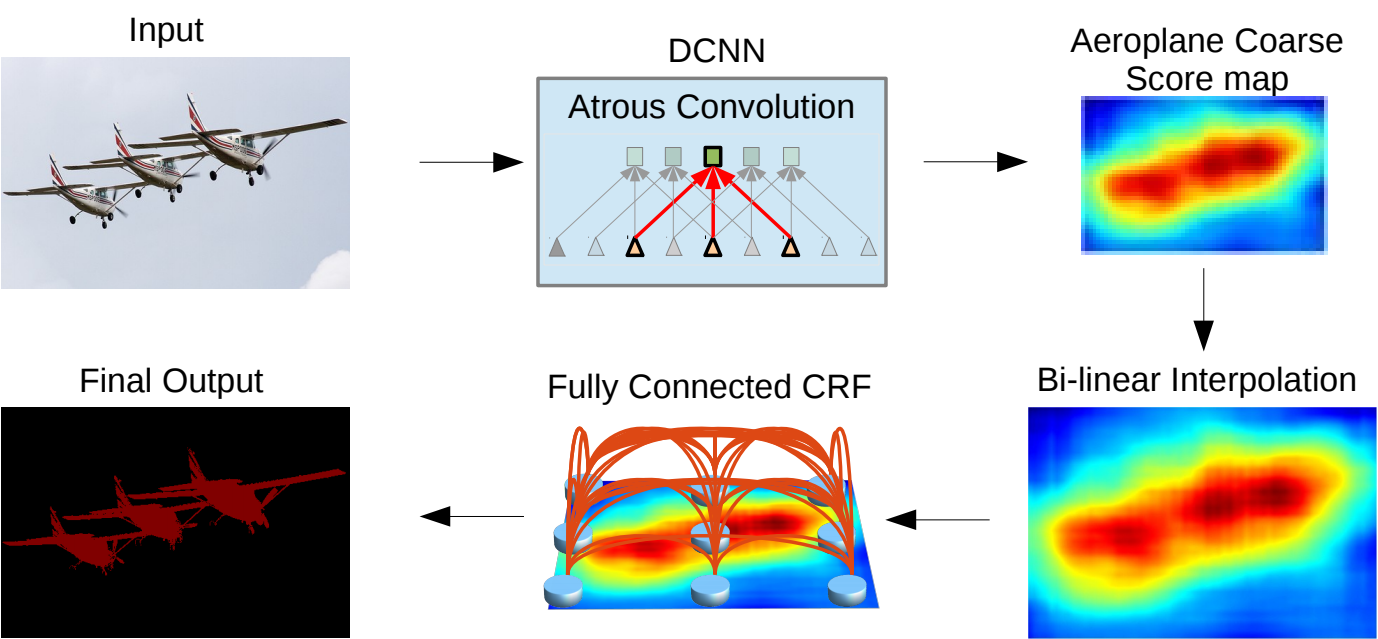 Input
DCNN
Atrous Convolution
Aeroplane Coarse
Score map
Final Output
Fully Connected CRF
Bi-linear Interpolation